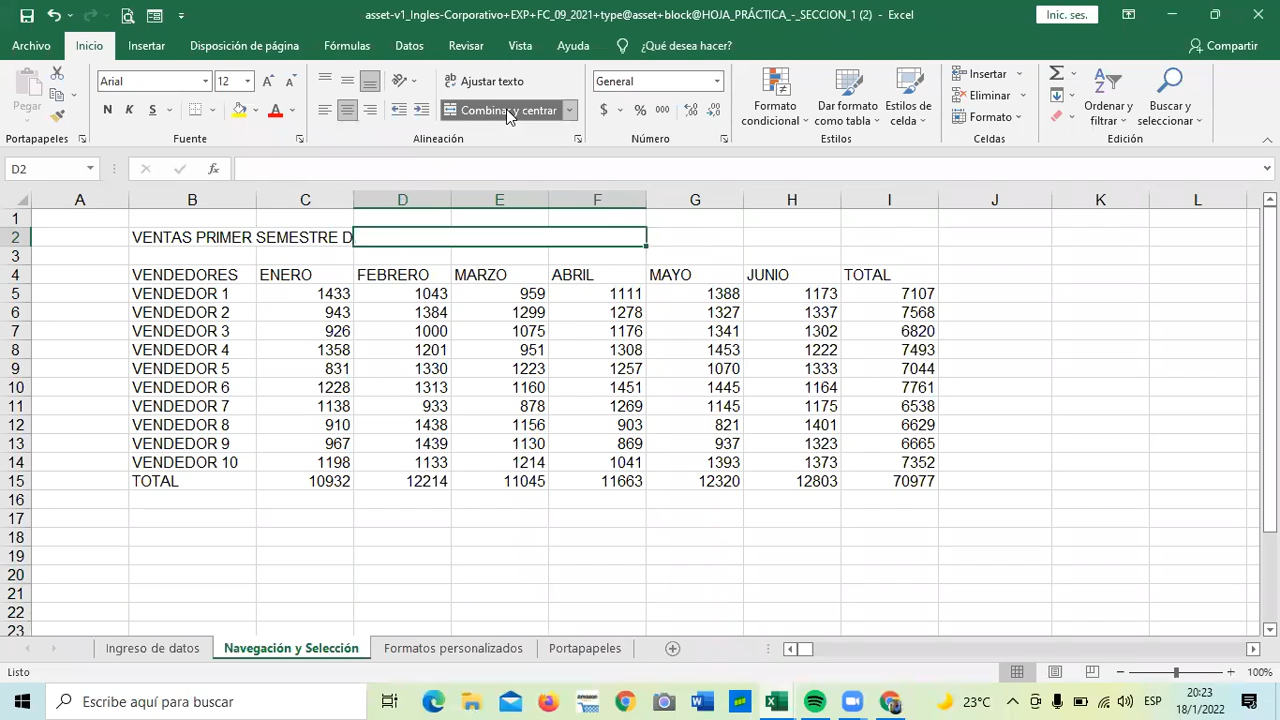 asset-v1_Ingles-Corporativo+EXP+FC_09_2021+type@asset+block@HOJA_PRÁCTICA_-_SECCION_1 (2) - Excel
Inic. ses.
Archivo Inicio Insertar Disposición de página Fórmulas Datos Revisar Vista Ayuda ¿Qué desea hacer? Compartir
Pegar
Arial 12
N K S
Ajustar texto
Combinar y centrar
General
$ % 000
Formato condicional
Dar formato como tabla
Estilos de celda
Insertar
Eliminar
Formato
Ordenar y filtrar
Buscar y seleccionar
Portapapeles Fuente Alineación Número Estilos Celdas Edición
D2 fx
A B C D E F G H I J K L
1
2 VENTAS PRIMER SEMESTRE D
3
4 VENDEDORES ENERO FEBRERO MARZO ABRIL MAYO JUNIO TOTAL
5 VENDEDOR 1 1433 1043 959 1111 1388 1173 7107
6 VENDEDOR 2 943 1384 1299 1278 1327 1337 7568
7 VENDEDOR 3 926 1000 1075 1176 1341 1302 6820
8 VENDEDOR 4 1358 1201 951 1308 1453 1222 7493
9 VENDEDOR 5 831 1330 1223 1257 1070 1333 7044
10 VENDEDOR 6 1228 1313 1160 1451 1445 1164 7761
11 VENDEDOR 7 1138 933 878 1269 1145 1175 6538
12 VENDEDOR 8 910 1438 1156 903 821 1401 6629
13 VENDEDOR 9 967 1439 1130 869 937 1323 6665
14 VENDEDOR 10 1198 1133 1214 1041 1393 1373 7352
15 TOTAL 10932 12214 11045 11663 12320 12803 70977
16
17
18
19
20
21
22
23
Ingreso de datos Navegación y Selección Formatos personalizados Portapapeles
Listo 100%
Escribe aquí para buscar 23°C ESP 20:23
18/1/2022